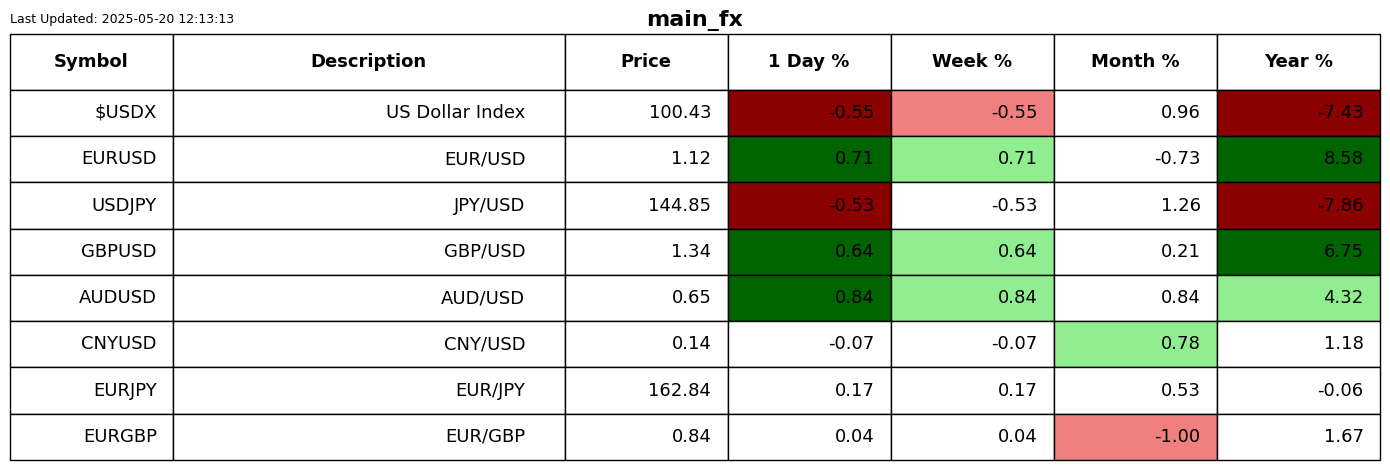 Last Updated: 2025-05-20 12:13:13
main_fx
Symbol Description Price 1 Day % Week % Month % Year %
$USDX US Dollar Index 100.43 -0.55 -0.55 0.96 -7.43
EURUSD EUR/USD 1.12 0.71 0.71 -0.73 8.58
USDJPY JPY/USD 144.85 -0.53 -0.53 1.26 -7.86
GBPUSD GBP/USD 1.34 0.64 0.64 0.21 6.75
AUDUSD AUD/USD 0.65 0.84 0.84 0.84 4.32
CNYUSD CNY/USD 0.14 -0.07 -0.07 0.78 1.18
EURJPY EUR/JPY 162.84 0.17 0.17 0.53 -0.06
EURGBP EUR/GBP 0.84 0.04 0.04 -1.00 1.67